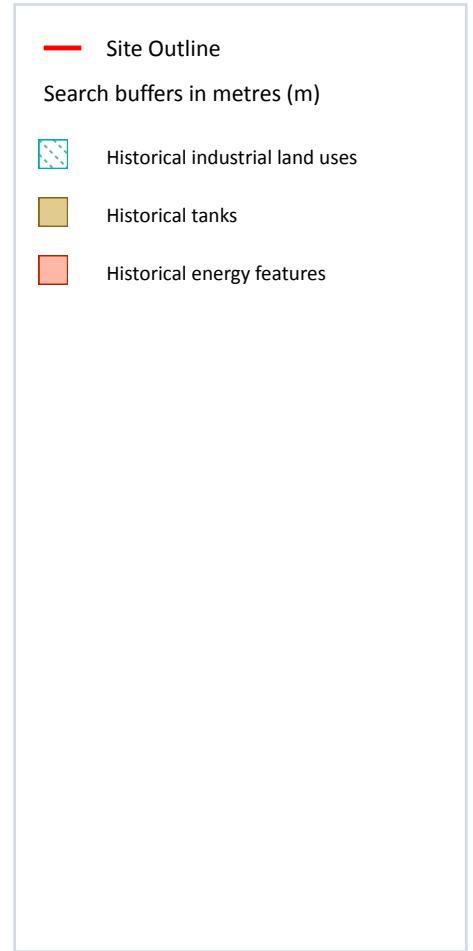 Site Outline
Search buffers in metres (m)
Historical industrial land uses
Historical tanks
Historical energy features